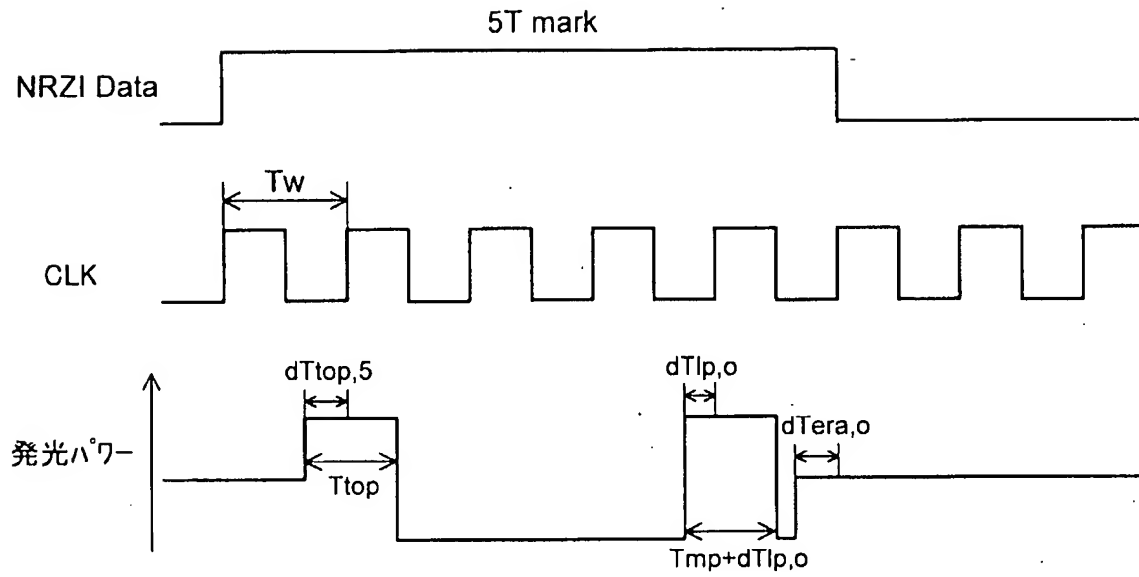 5T mark
NRZI Data
Tw
CLK
dTtop,5
dTlp,o
dTera,o
発光ﾊﾟワー
Ttop
Tmp+dTlp,o